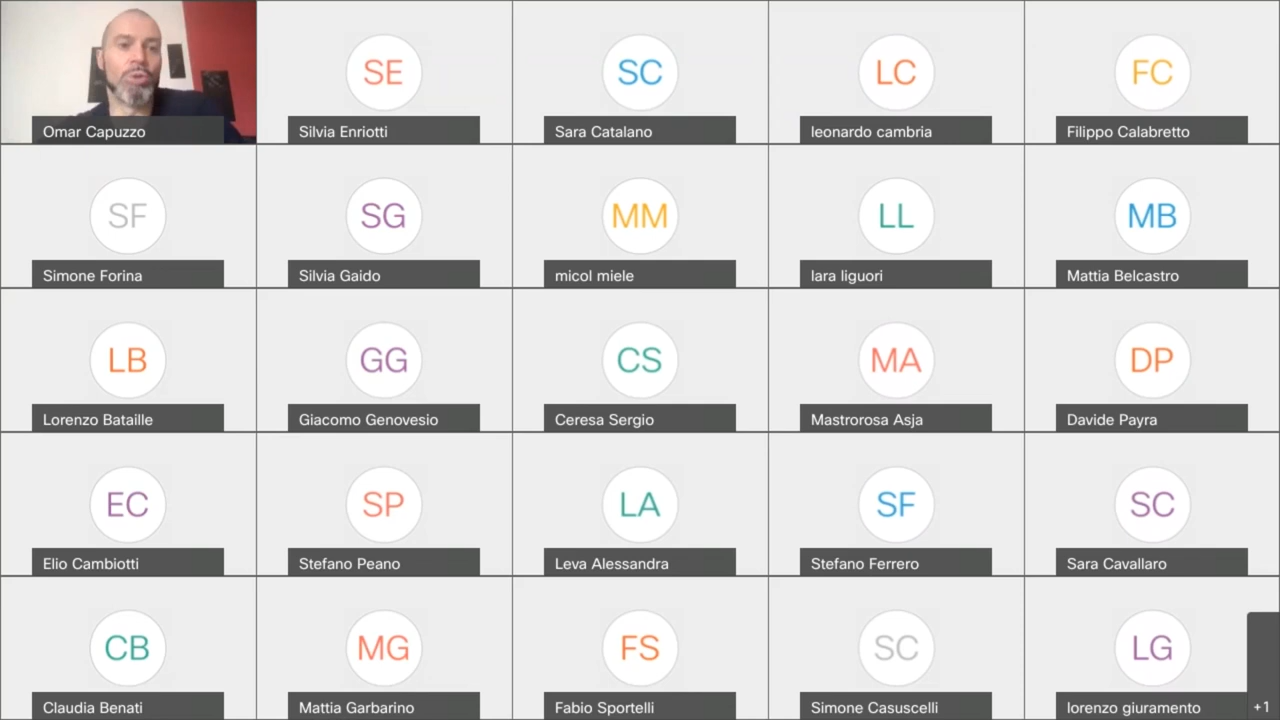 SE
SC
LC
FC
Omar Capuzzo
Silvia Enriotti
Sara Catalano
leonardo cambria
Filippo Calabretto
SF
SG
MM
LL
MB
Simone Forina
Silvia Gaido
micol miele
lara liguori
Mattia Belcastro
LB
GG
CS
MA
DP
Lorenzo Bataille
Giacomo Genovesio
Ceresa Sergio
Mastrorosa Asja
Davide Payra
EC
SP
LA
SF
SC
Elio Cambiotti
Stefano Peano
Leva Alessandra
Stefano Ferrero
Sara Cavallaro
CB
MG
FS
SC
LG
Claudia Benati
Mattia Garbarino
Fabio Sportelli
Simone Casuscelli
lorenzo giuramento
+1